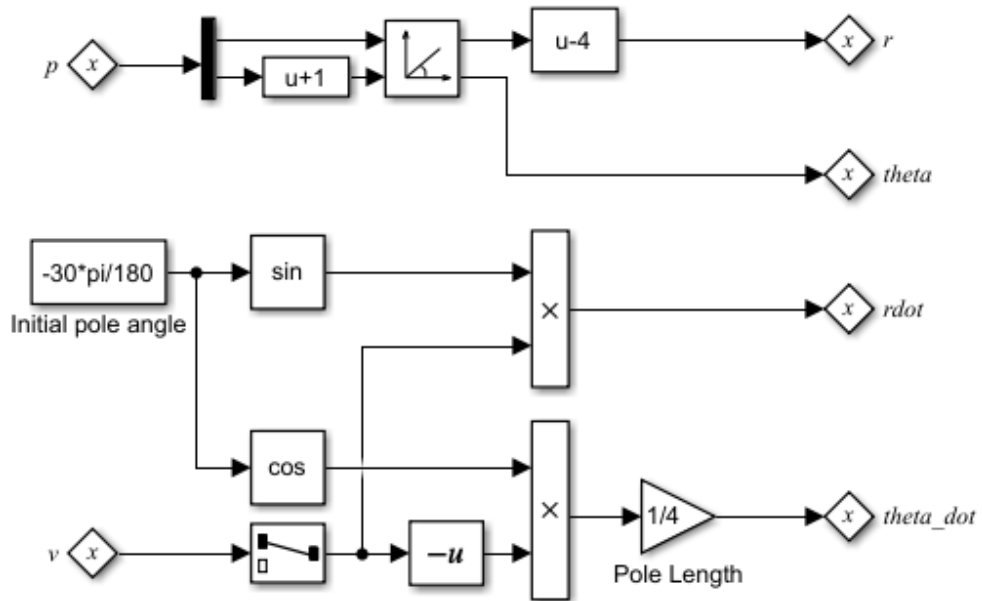 p
x
u+1
u-4
x
r
x
theta
-30*pi/180
Initial pole angle
sin
×
x
rdot
cos
×
1/4
Pole Length
x
theta_dot
v
x
-u